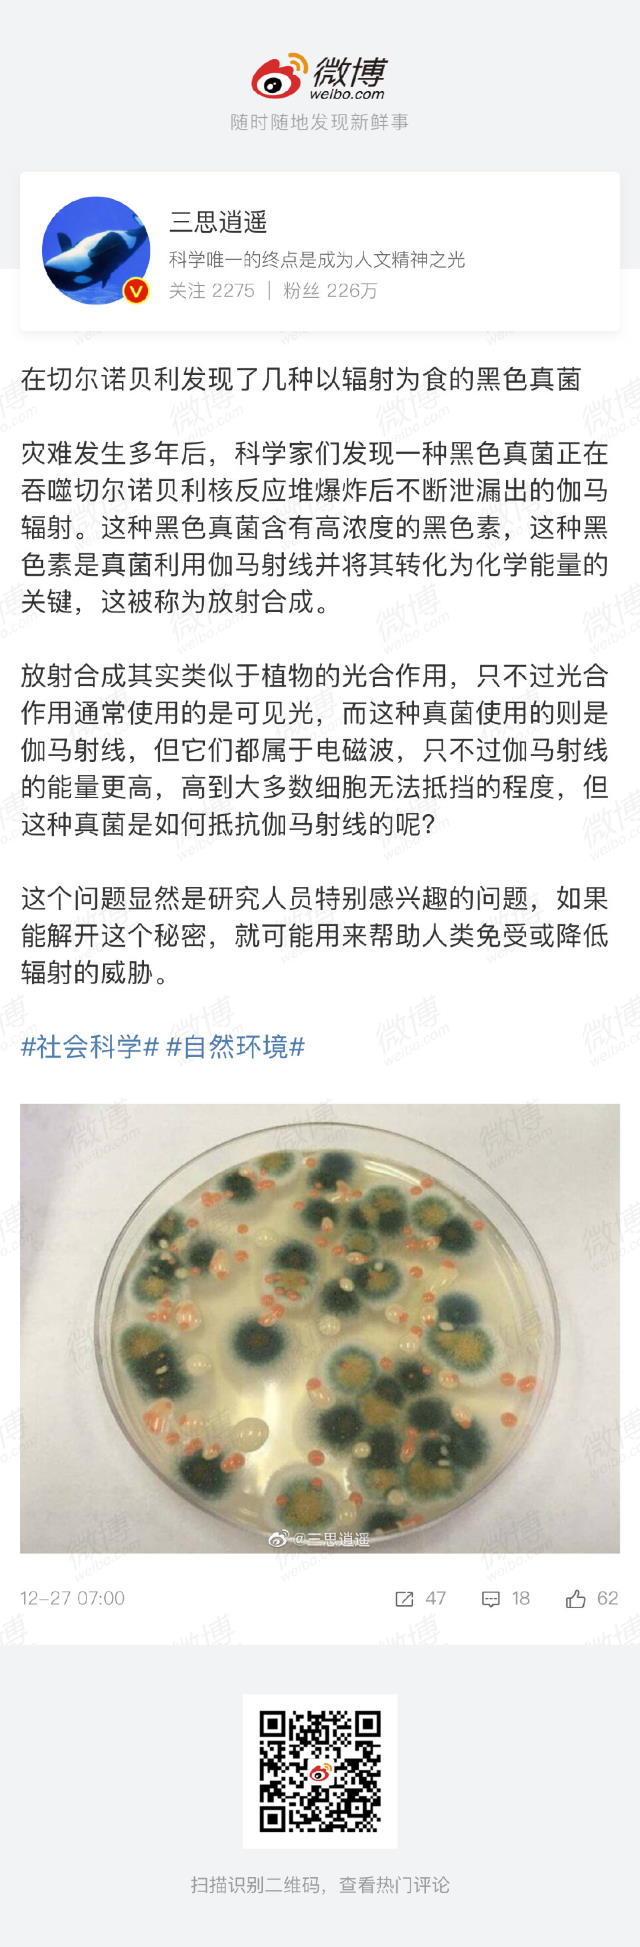 微博
weibo.com
随时随地发现新鲜事
三思逍遥
科学唯一的终点是成为人文精神之光
关注 2275 | 粉丝 226万
在切尔诺贝利发现了几种以辐射为食的黑色真菌
灾难发生多年后，科学家们发现一种黑色真菌正在
吞噬切尔诺贝利核反应堆爆炸后不断泄漏出的伽马
辐射。这种黑色真菌含有高浓度的黑色素，这种黑
色素是真菌利用伽马射线并将其转化为化学能量的
关键，这被称为放射合成。
放射合成其实类似于植物的光合作用，只不过光合
作用通常使用的是可见光，而这种真菌使用的则是
伽马射线，但它们都属于电磁波，只不过伽马射线
的能量更高，高到大多数细胞无法抵挡的程度，但
这种真菌是如何抵抗伽马射线的呢？
这个问题显然是研究人员特别感兴趣的问题，如果
能解开这个秘密，就可能用来帮助人类免受或降低
辐射的威胁。
#社会科学# #自然环境#
@三思逍遥
12-27 07:00 47 18 62
扫描识别二维码，查看热门评论